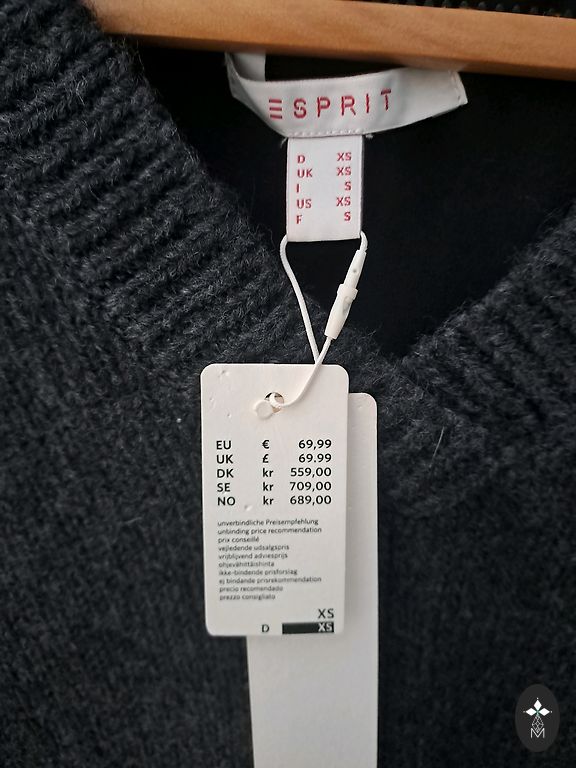 ESPRIT
D XS
UK XS
I S
US XS
F S
EU € 69,99
UK £ 69.99
DK kr 559,00
SE kr 709,00
NO kr 689,00
unverbindliche Preisempfehlung
unbinding price recommendation
prix conseillé
vejledende udsalgspris
vrijblijvend adviesprijs
ohjevähittäishinta
ikke-bindende prisforslag
ej bindande prisrekommendation
precio recomendado
prezzo consigliato
XS
D XS
M